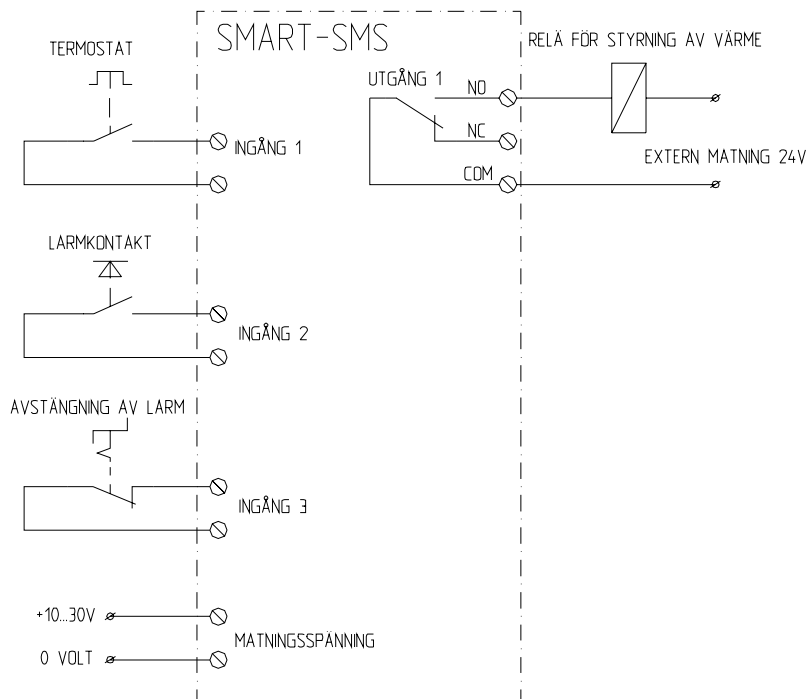 SMART-SMS
TERMOSTAT
INGÅNG 1
LARMKONTAKT
INGÅNG 2
AVSTÄNGNING AV LARM
INGÅNG 3
+10...30V
0 VOLT
MATNINGSSPÄNNING
UTGÅNG 1
NO
NC
COM
RELÄ FÖR STYRNING AV VÄRME
EXTERN MATNING 24V